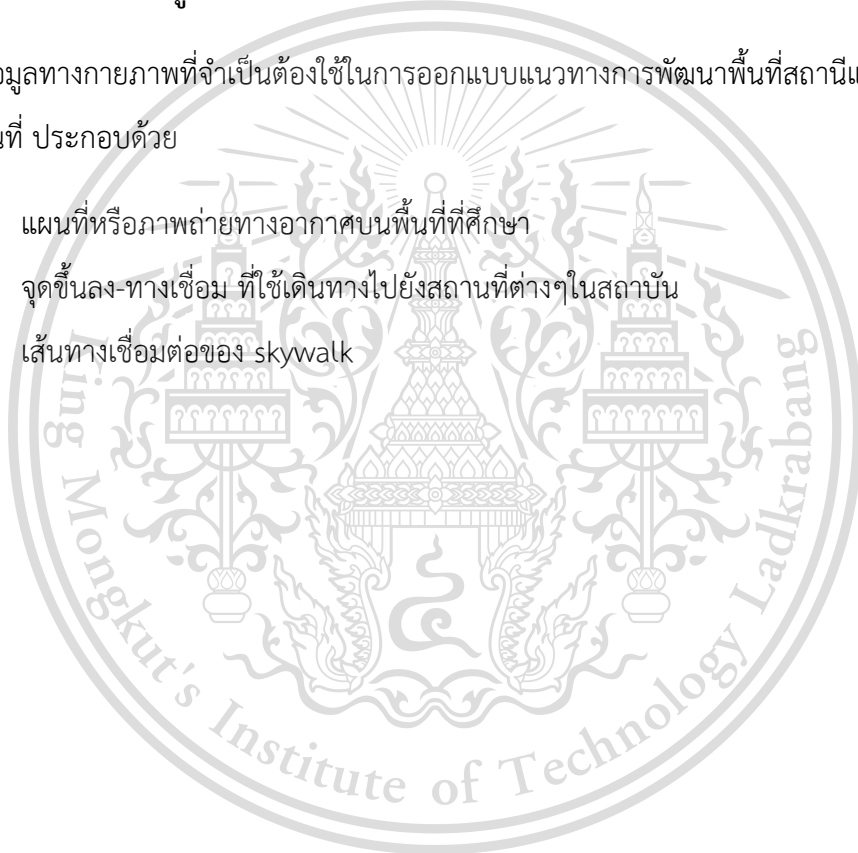 อมูลทางกายภาพที่จำเป็นต้องใช้ในการออกแบบแนวทางการพัฒนาพื้นที่สถานีแ
นที่ ประกอบด้วย
แผนที่หรือภาพถ่ายทางอากาศบนพื้นที่ที่ศึกษา
จุดขึ้นลง-ทางเชื่อม ที่ใช้เดินทางไปยังสถานที่ต่างๆในสถาบัน
เส้นทางเชื่อมต่อของ skywalk
King Mongkut's Institute of Technology Ladkrabang